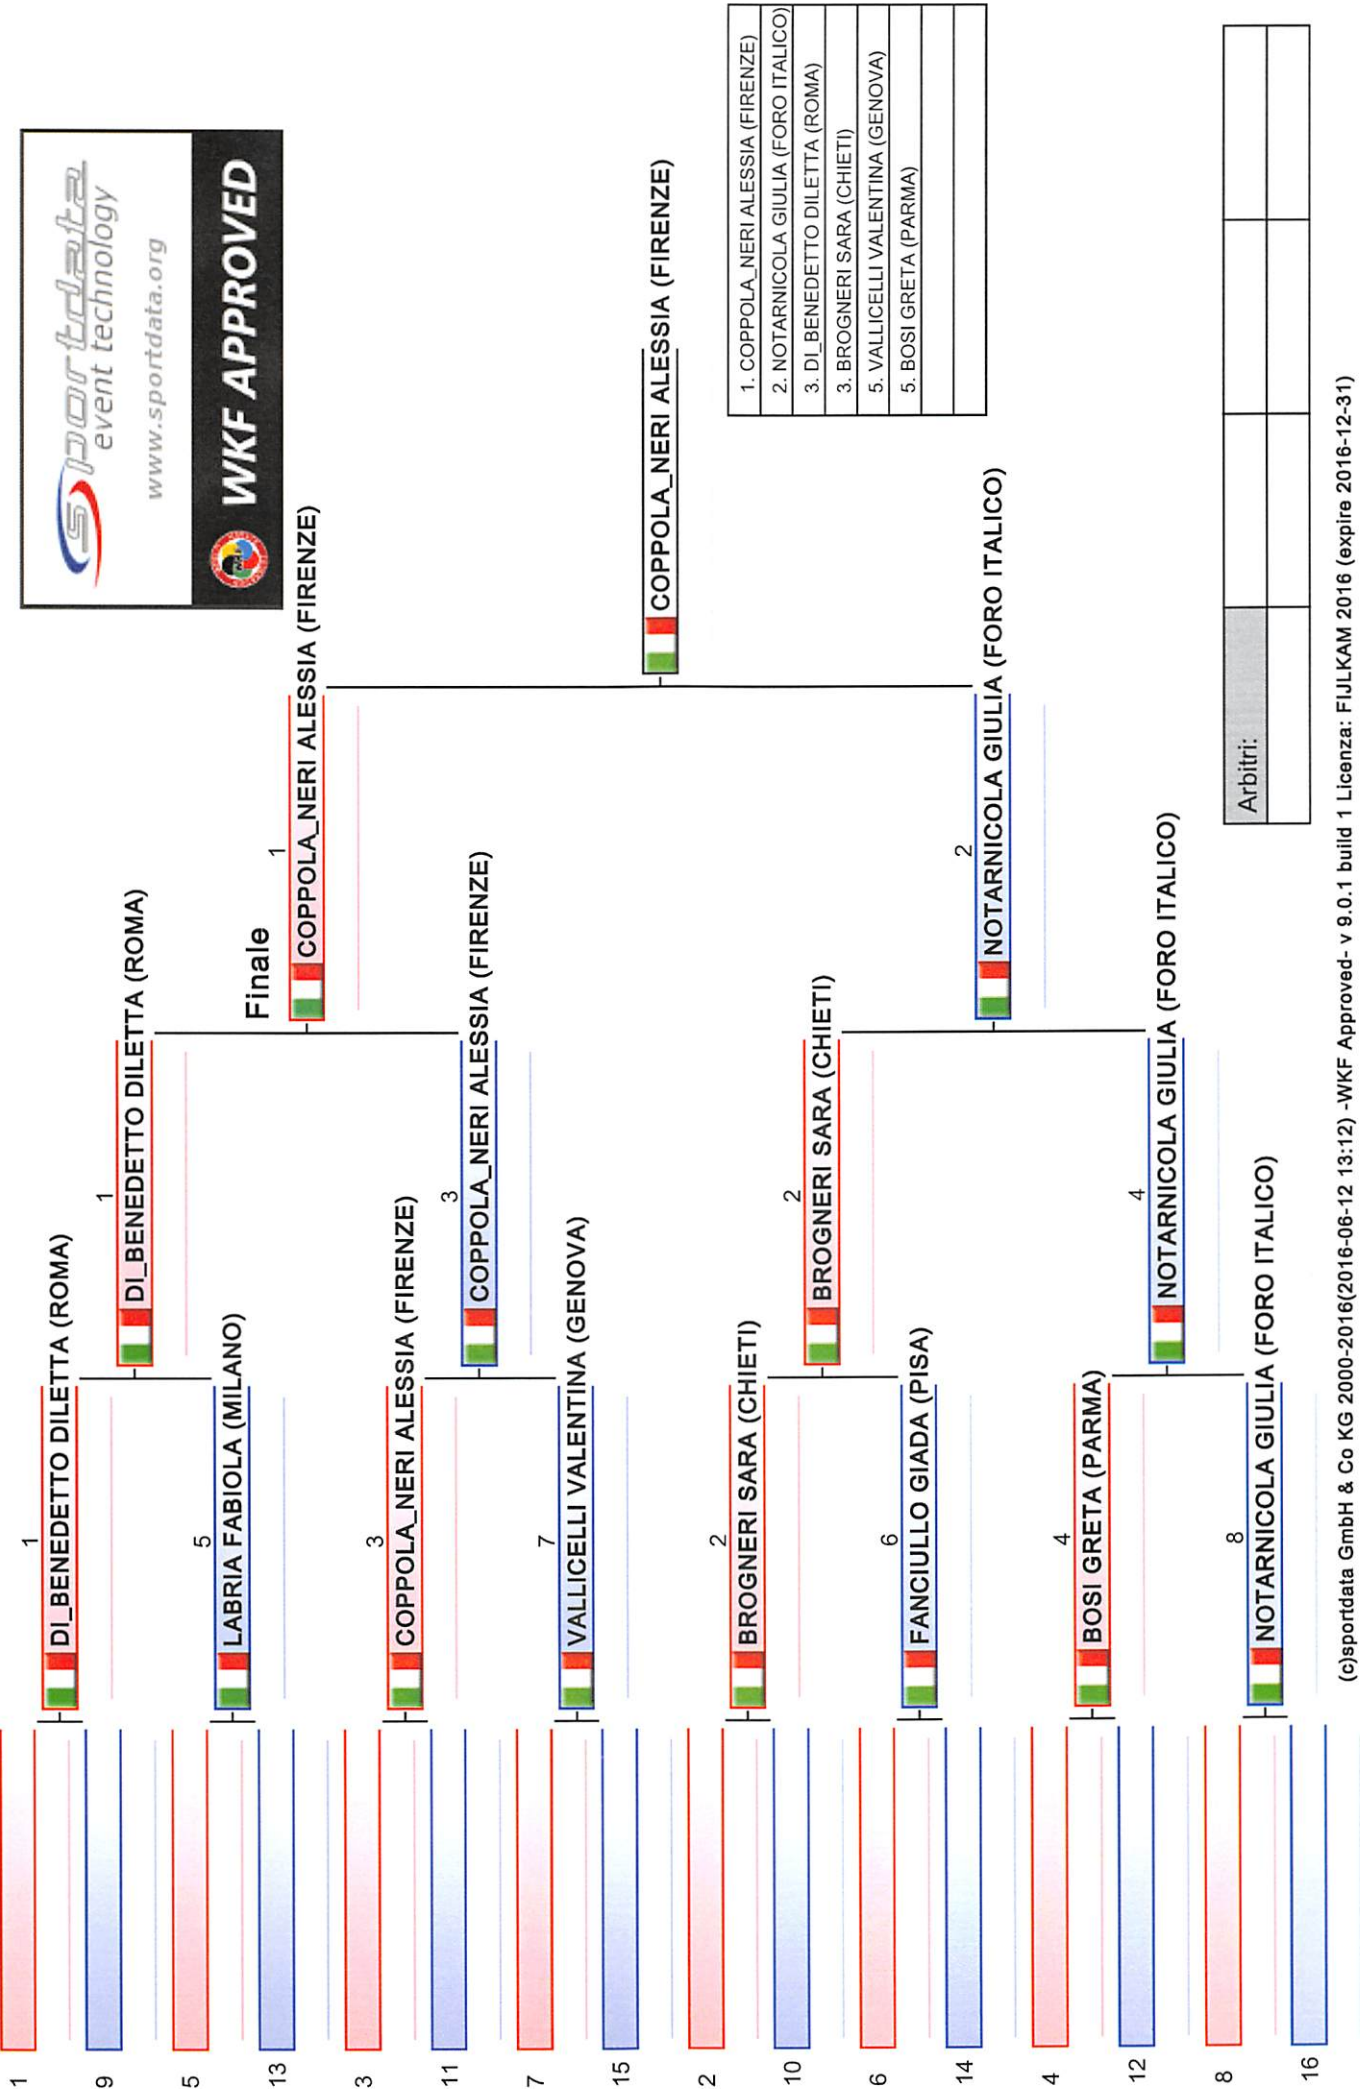 sportdata
event technology
www.sportdata.org
WKF APPROVED
1
9
5
13
3
11
7
15
2
10
6
14
4
12
8
16
1
DI_BENEDETTO DILETTA (ROMA)
5
LABRIA FABIOLA (MILANO)
3
COPPOLA_NERI ALESSIA (FIRENZE)
7
VALLICELLI VALENTINA (GENOVA)
2
BROGNERI SARA (CHIETI)
6
FANCIULLO GIADA (PISA)
4
BOSI GRETA (PARMA)
8
NOTARNICOLA GIULIA (FORO ITALICO)
1
DI_BENEDETTO DILETTA (ROMA)
3
COPPOLA_NERI ALESSIA (FIRENZE)
2
BROGNERI SARA (CHIETI)
4
NOTARNICOLA GIULIA (FORO ITALICO)
Finale
1
COPPOLA_NERI ALESSIA (FIRENZE)
2
NOTARNICOLA GIULIA (FORO ITALICO)
COPPOLA_NERI ALESSIA (FIRENZE)
1. COPPOLA_NERI ALESSIA (FIRENZE)
2. NOTARNICOLA GIULIA (FORO ITALICO)
3. DI_BENEDETTO DILETTA (ROMA)
3. BROGNERI SARA (CHIETI)
5. VALLICELLI VALENTINA (GENOVA)
5. BOSI GRETA (PARMA)
Arbitri:
(c)sportdata GmbH & Co KG 2000-2016(2016-06-12 13:12) -WKF Approved- v 9.0.1 build 1 Licenza: FIJLKAM 2016 (expire 2016-12-31)